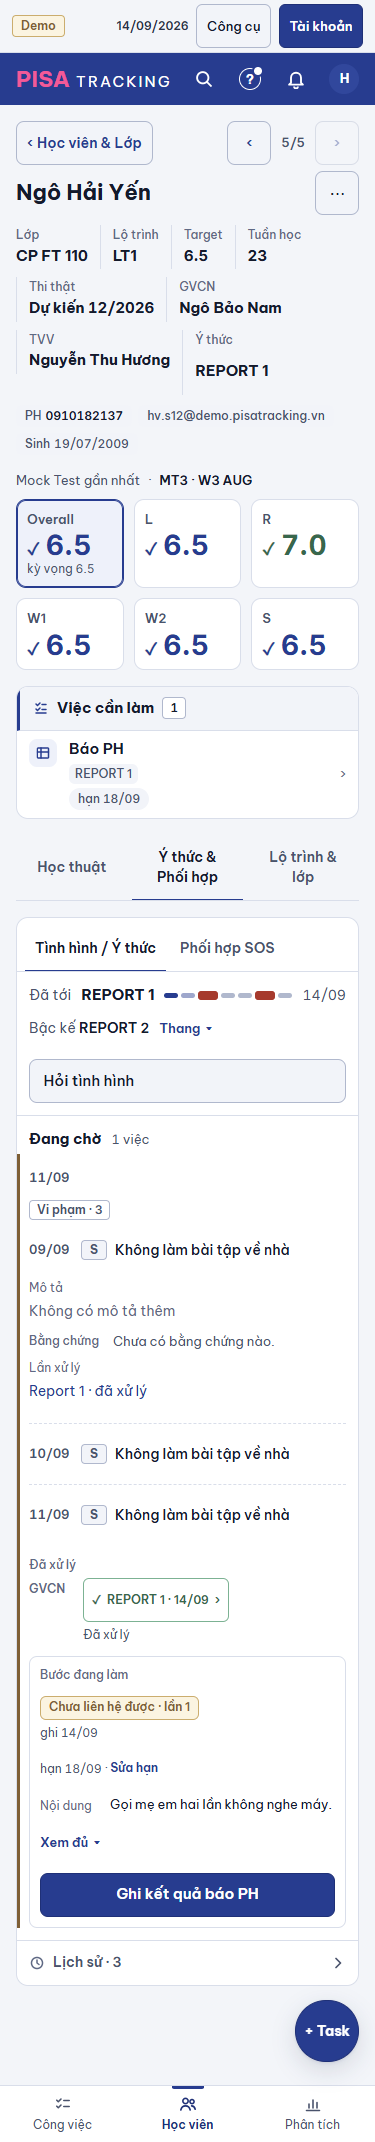 Demo 14/09/2026 Công cụ Tài khoản
PISA TRACKING ? H
‹ Học viên & Lớp ‹ 5/5 ›
Ngô Hải Yến ...
Lớp Lộ trình Target Tuần học
CP FT 110 LT1 6.5 23
Thi thật GVCN
Dự kiến 12/2026 Ngô Bảo Nam
TVV Ý thức
Nguyễn Thu Hương REPORT 1
PH 0910182137 hv.s12@demo.pisatracking.vn
Sinh 19/07/2009
Mock Test gần nhất · MT3 · W3 AUG
Overall L R
✓ 6.5 ✓ 6.5 ✓ 7.0
kỳ vọng 6.5
W1 W2 S
✓ 6.5 ✓ 6.5 ✓ 6.5
Việc cần làm 1
Báo PH
REPORT 1 ›
hạn 18/09
Học thuật Ý thức & Phối hợp Lộ trình & lớp
Tình hình / Ý thức Phối hợp SOS
Đã tới REPORT 1 14/09
Bậc kế REPORT 2 Thang
Hỏi tình hình
Đang chờ 1 việc
11/09
Vi phạm · 3
09/09 S Không làm bài tập về nhà
Mô tả
Không có mô tả thêm
Bằng chứng Chưa có bằng chứng nào.
Lần xử lý
Report 1 · đã xử lý
10/09 S Không làm bài tập về nhà
11/09 S Không làm bài tập về nhà
Đã xử lý
GVCN ✓ REPORT 1 · 14/09 ›
Đã xử lý
Bước đang làm
Chưa liên hệ được · lần 1
ghi 14/09
hạn 18/09 · Sửa hạn
Nội dung Gọi mẹ em hai lần không nghe máy.
Xem đủ
Ghi kết quả báo PH
Lịch sử · 3
+ Task
Công việc Học viên Phân tích